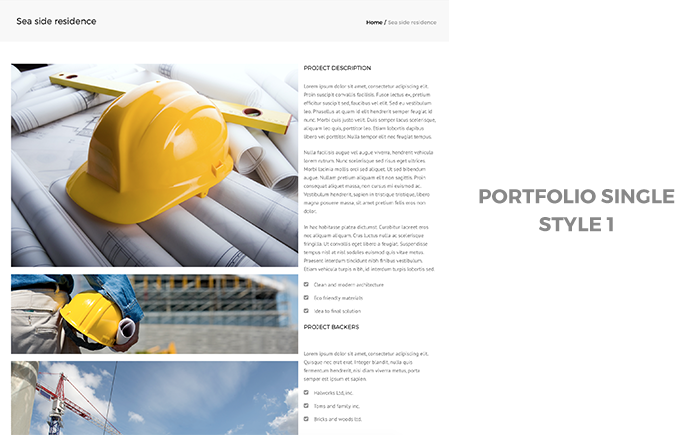 Sea side residence
Home / Sea side residence
PROJECT DESCRIPTION
Lorem ipsum dolor sit amet, consectetur adipiscing elit.
Proin suscipit convallis facilisis. Fusce lectus ex, pretium
efficitur suscipit sed, faucibus vel elit. Sed eu vestibulum
leo. Phasellus at quam id elit hendrerit semper feugiat id
nunc. Morbi quis justo velit. Duis semper lacus scelerisque,
aliquam leo quis, porttitor leo. Etiam lobortis dapibus
libero vel porttitor. Nulla tempor elit nec feugiat tempus.
Nulla facilisis augue vel augue viverra, hendrerit vehicula
lorem rutrum. Nunc scelerisque sed risus eget ultrices.
Morbi lacinia mollis orci sed aliquet. Ut sed bibendum
augue. Nullam pretium aliquam elit non sagittis. Proin
consequat aliquet massa, non cursus mi euismod ac.
Vestibulum hendrerit, sapien in tristique tristique, libero
magna posuere massa, sit amet pretium felis eros non
dolor.
In hac habitasse platea dictumst. Curabitur laoreet eros
nec aliquam aliquam. Cras luctus nulla ac scelerisque
fringilla. Ut convallis eget libero a feugiat. Suspendisse
tempus nisl at nisl sodales euismod quis vitae metus.
Praesent interdum tincidunt nibh finibus vestibulum.
Etiam vehicula turpis nibh, id interdum turpis lobortis sed
Clean and modern architecture
Eco friendly materials
Idea to final solution
PROJECT BACKERS
Lorem ipsum dolor sit amet, consectetur adipiscing elit.
Quisque nec erat erat. Integer blandit, nulla quis
fermentum hendrerit, nisi diam viverra metus, porta
semper est ipsum et sapien.
Halworks Ltd,inc.
Toms and family inc.
Bricks and woods ltd.
PORTFOLIO SINGLE
STYLE 1